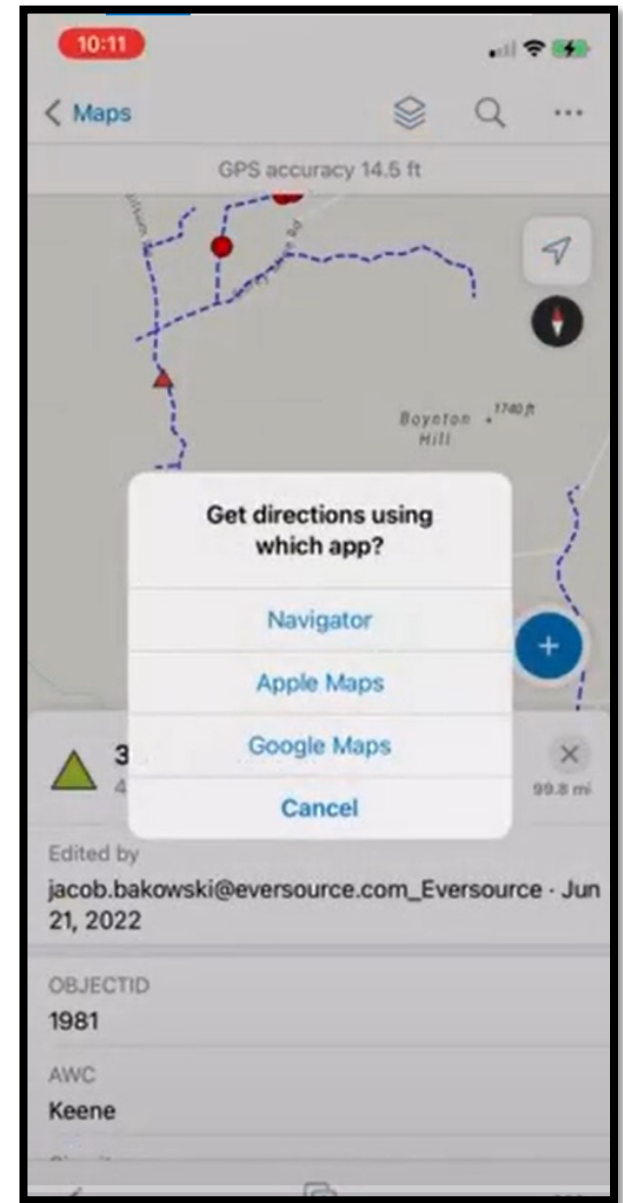 10:11
Maps
GPS accuracy 14.5 ft
Boynton
Hill
1740 ft
Get directions using
which app?
Navigator
Apple Maps
Google Maps
Cancel
3
4
99.8 mi
Edited by
jacob.bakowski@eversource.com_Eversource · Jun
21, 2022
OBJECTID
1981
AWC
Keene